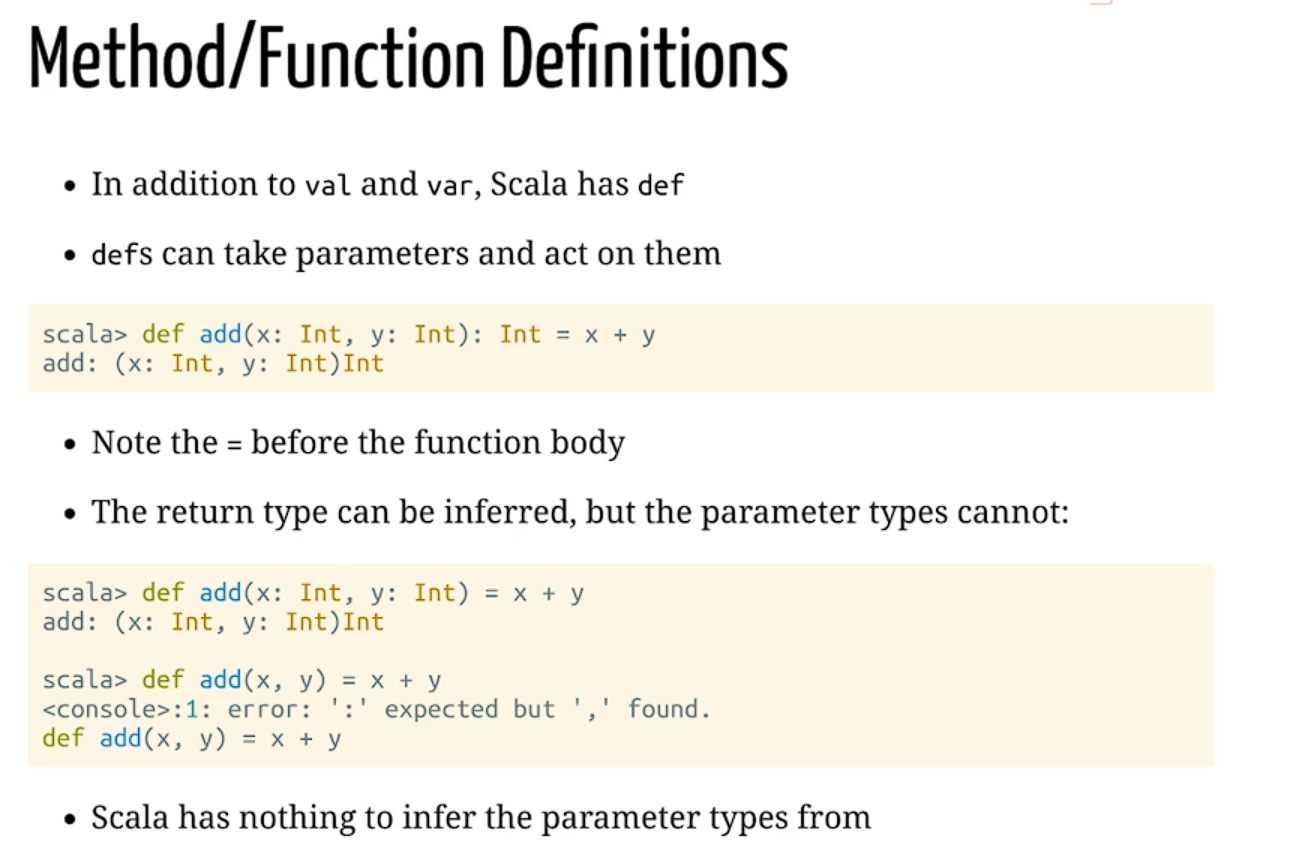 Method/Function Definitions
• In addition to val and var, Scala has def
• defs can take parameters and act on them
scala> def add(x: Int, y: Int): Int = x + y
add: (x: Int, y: Int)Int
• Note the = before the function body
• The return type can be inferred, but the parameter types cannot:
scala> def add(x: Int, y: Int) = x + y
add: (x: Int, y: Int)Int
scala> def add(x, y) = x + y
<console>:1: error: ':' expected but ',' found.
def add(x, y) = x + y
• Scala has nothing to infer the parameter types from